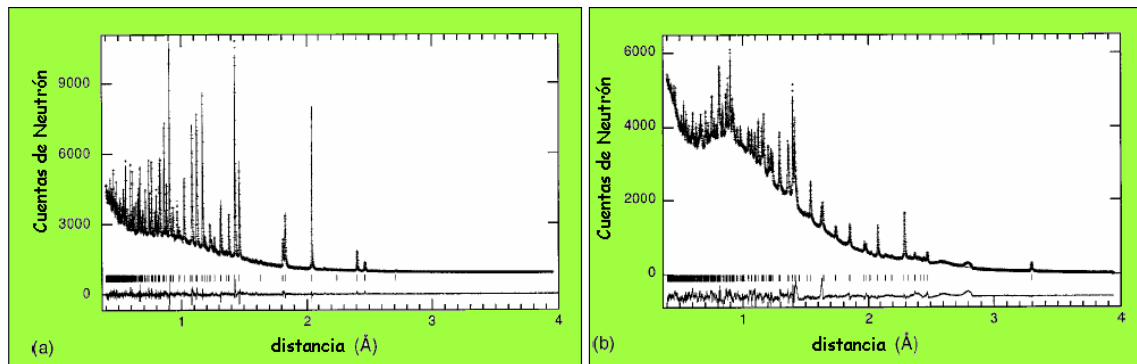 Cuentas de Neutrón
9000
6000
3000
0
1
2
3
4
(a)
distancia (Å)
Cuentas de Neutrón
6000
4000
2000
0
1
2
3
4
(b)
distancia (Å)